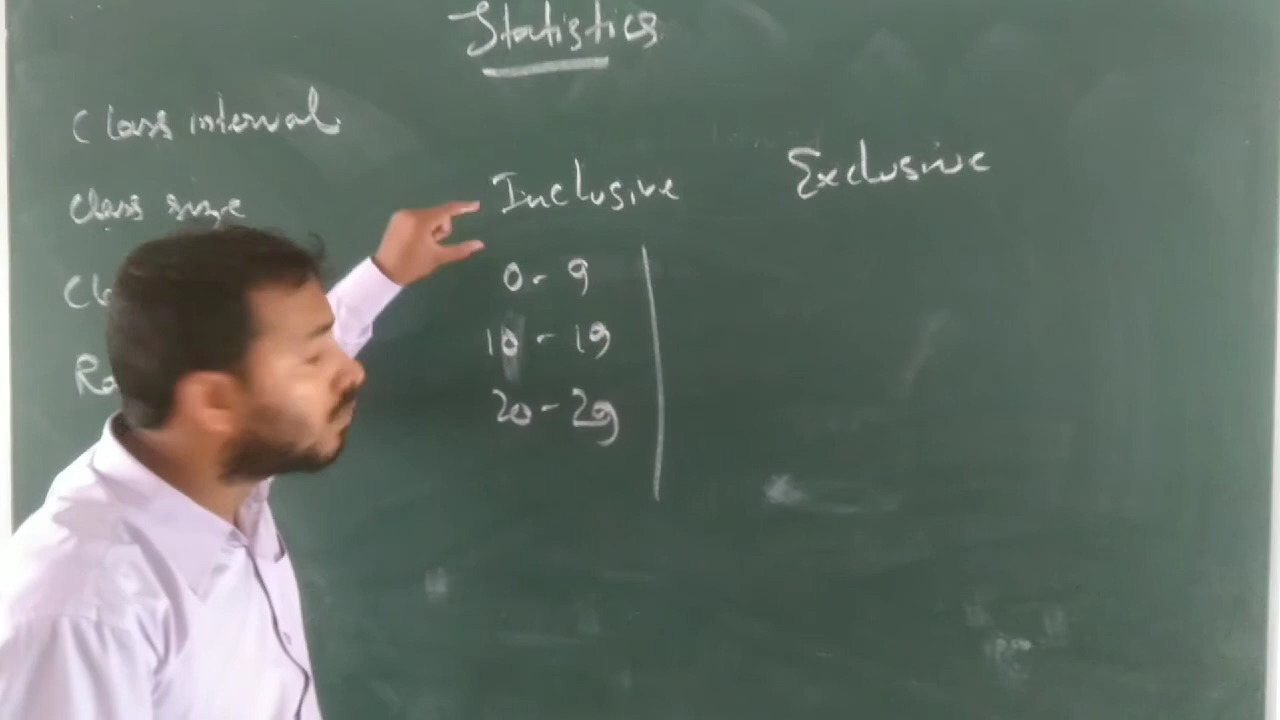 Statistics
Class interval
Class size
Inclusive
Exclusive
0 - 9
10 - 19
20 - 29